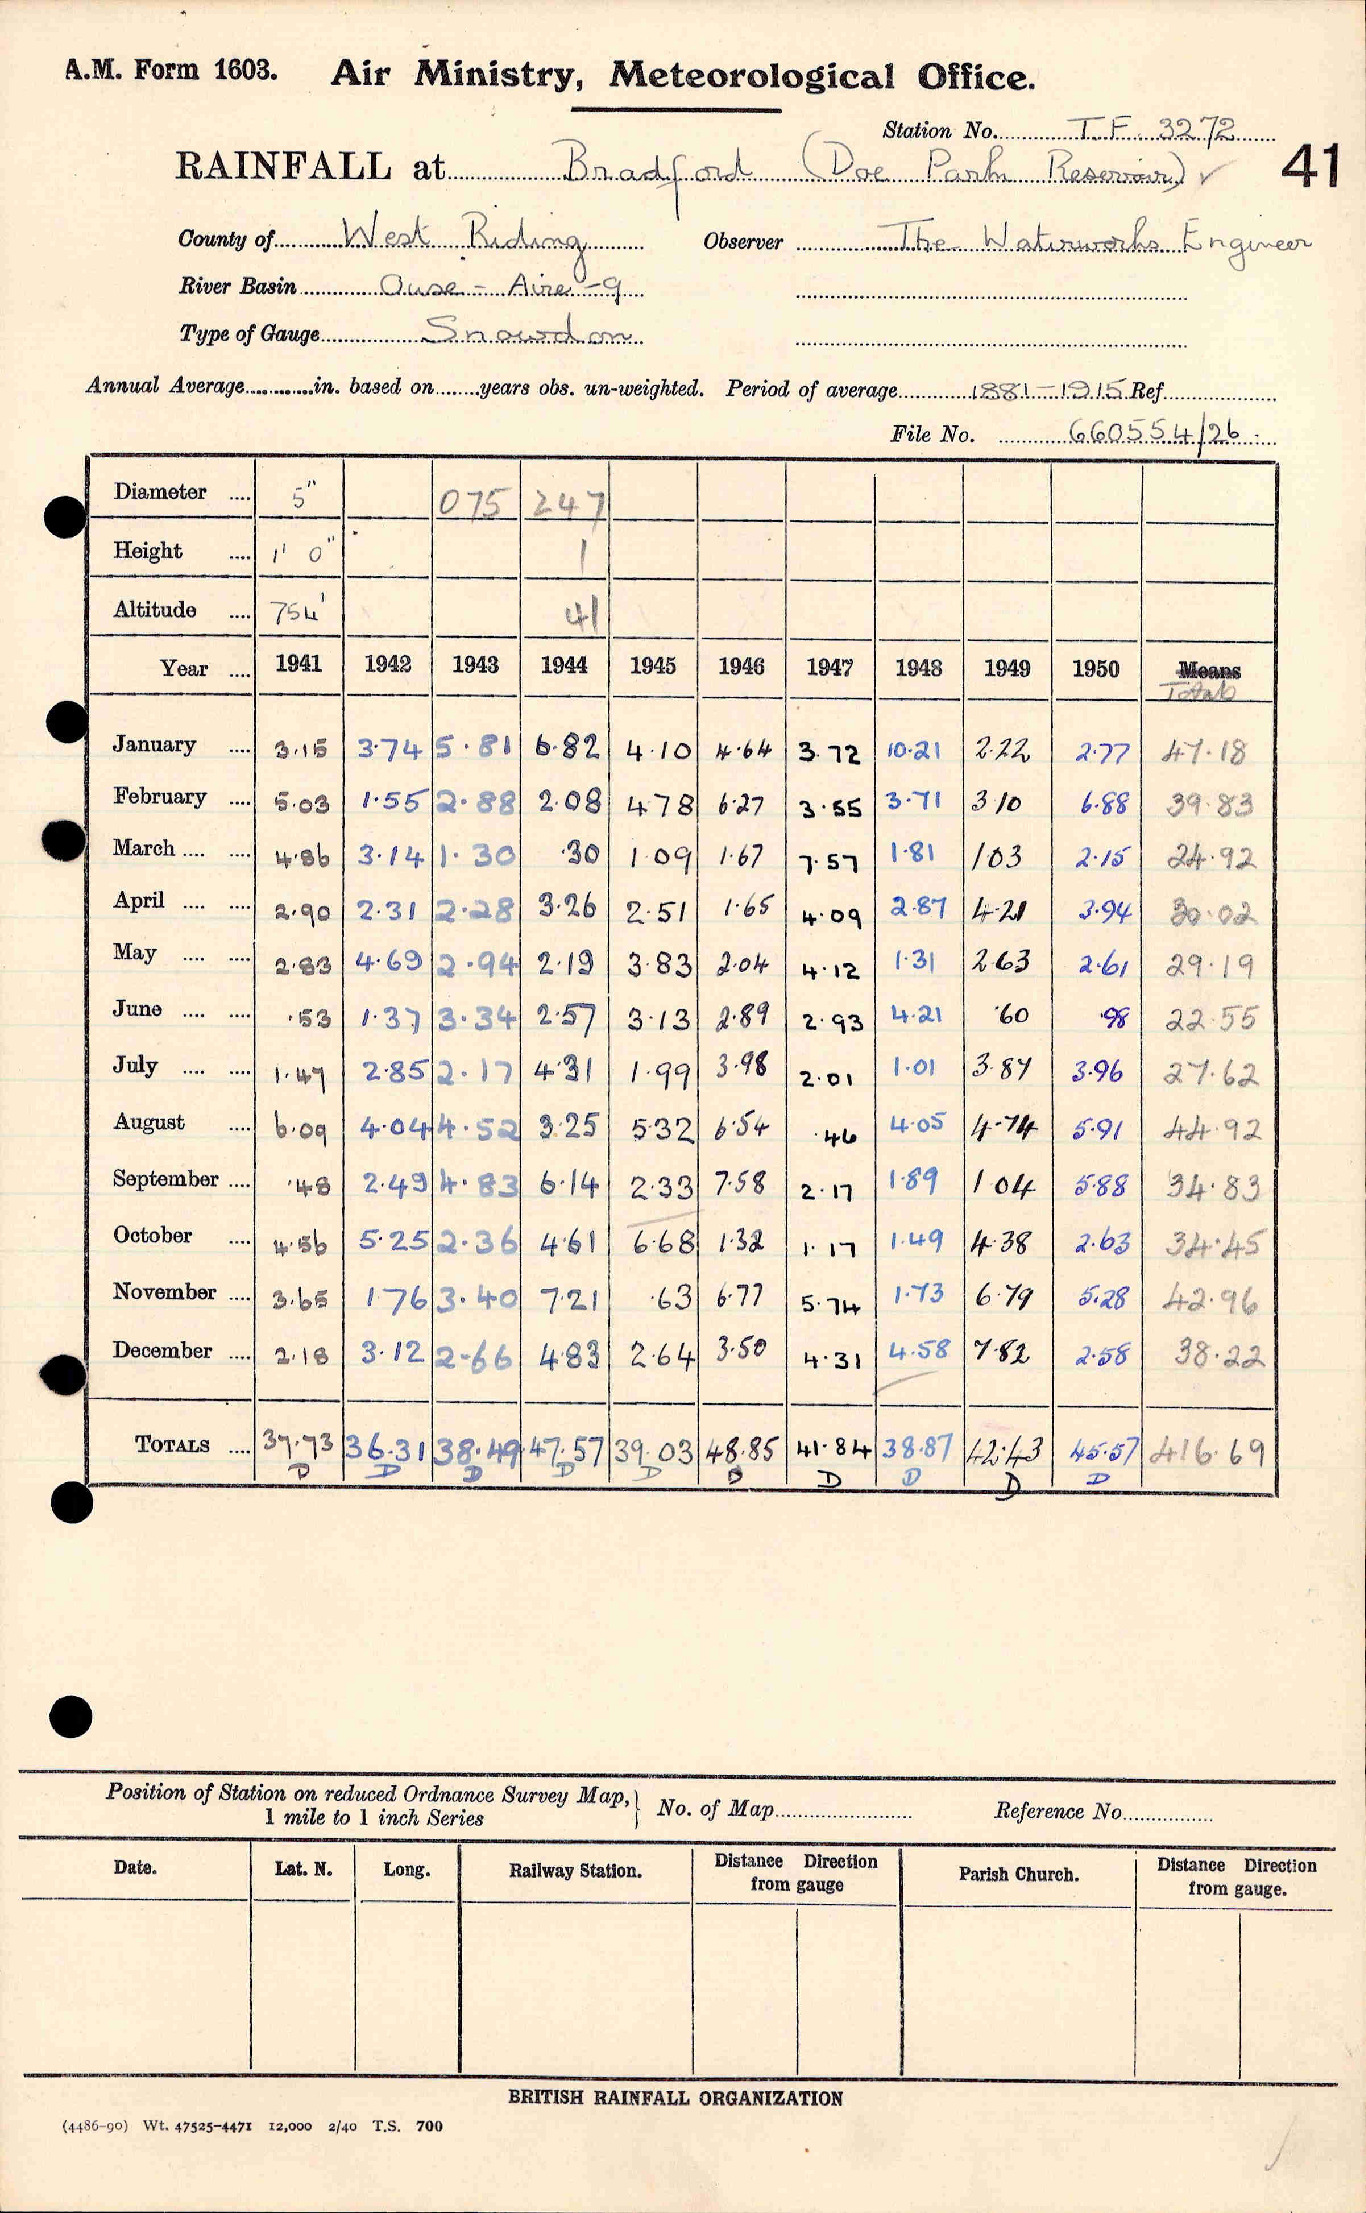 A.M. Form 1603. Air Ministry, Meteorological Office.
Station No. T.F. 3272
41
RAINFALL at Bradford (Doe Park Reservoir) ✓
County of West Riding Observer The Waterworks Engineer
River Basin Ouse - Aire - 9
Type of Gauge Snowdon
Annual Average............in. based on........years obs. un-weighted. Period of average 1881-1915 Ref.
File No. 660554/26
Diameter .... 5" 075 247
Height .... 1' 0" 1
Altitude .... 754' 41
Year .... 1941 1942 1943 1944 1945 1946 1947 1948 1949 1950 Means
Totals
January .... 3.15 3.74 5.81 6.82 4.10 4.64 3.72 10.21 2.22 2.77 47.18
February .... 5.03 1.55 2.88 2.08 4.78 6.27 3.55 3.71 3.10 6.88 39.83
March .... .... 4.86 3.14 1.30 .30 1.09 1.67 7.57 1.81 1 03 2.15 24.92
April .... .... 2.90 2.31 2.28 3.26 2.51 1.65 4.09 2.87 4.21 3.94 30.02
May .... .... 2.83 4.69 2.94 2.19 3.83 2.04 4.12 1.31 2.63 2.61 29.19
June .... .... .53 1.37 3.34 2.57 3.13 2.89 2.93 4.21 .60 .98 22.55
July .... .... 1.47 2.85 2.17 4.31 1.99 3.98 2.01 1.01 3.87 3.96 27.62
August .... 6.09 4.04 4.52 3.25 5.32 6.54 .46 4.05 4.74 5.91 44.92
September .... .48 2.49 4.83 6.14 2.33 7.58 2.17 1.89 1 04 5.88 34.83
October .... 4.56 5.25 2.36 4.61 6.68 1.32 1.17 1.49 4.38 2.63 34.45
November .... 3.65 1.76 3.40 7.21 .63 6.77 5.74 1.73 6.79 5.28 42.96
December .... 2.18 3.12 2.66 4.83 2.64 3.50 4.31 4.58 7.82 2.58 38.22
TOTALS .... 37.73 36.31 38.49 47.57 39.03 48.85 41.84 38.87 42.43 45.57 416.69
D D D D D D D D D D
Position of Station on reduced Ordnance Survey Map, } No. of Map........ Reference No........
1 mile to 1 inch Series
Date. Lat. N. Long. Railway Station. Distance Direction from gauge Parish Church. Distance Direction from gauge.
BRITISH RAINFALL ORGANIZATION
(4486-90) Wt. 47525-4471 12,000 2/40 T.S. 700